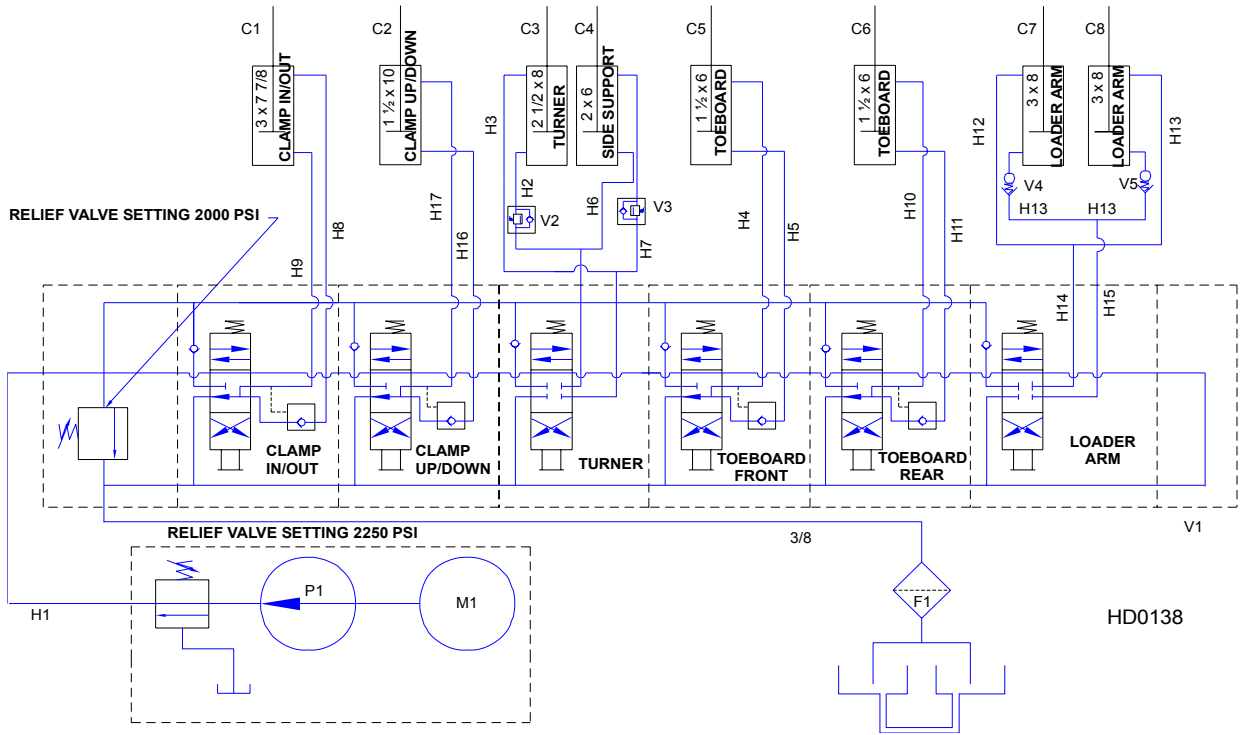 C1
C2
C3
C4
C5
C6
C7
C8
3 x 7 7/8
CLAMP IN/OUT
1 ½ x 10
CLAMP UP/DOWN
2 1/2 x 8
TURNER
2 x 6
SIDE SUPPORT
1 ½ x 6
TOEBOARD
1 ½ x 6
TOEBOARD
3 x 8
LOADER ARM
3 x 8
LOADER ARM
H3
H12
H13
H2
H6
V2
V3
V4
V5
H13
H13
RELIEF VALVE SETTING 2000 PSI
H9
H8
H17
H16
H7
H4
H5
H10
H11
H14
H15
CLAMP
IN/OUT
CLAMP
UP/DOWN
TURNER
TOEBOARD
FRONT
TOEBOARD
REAR
LOADER
ARM
RELIEF VALVE SETTING 2250 PSI
3/8
V1
H1
P1
M1
F1
HD0138